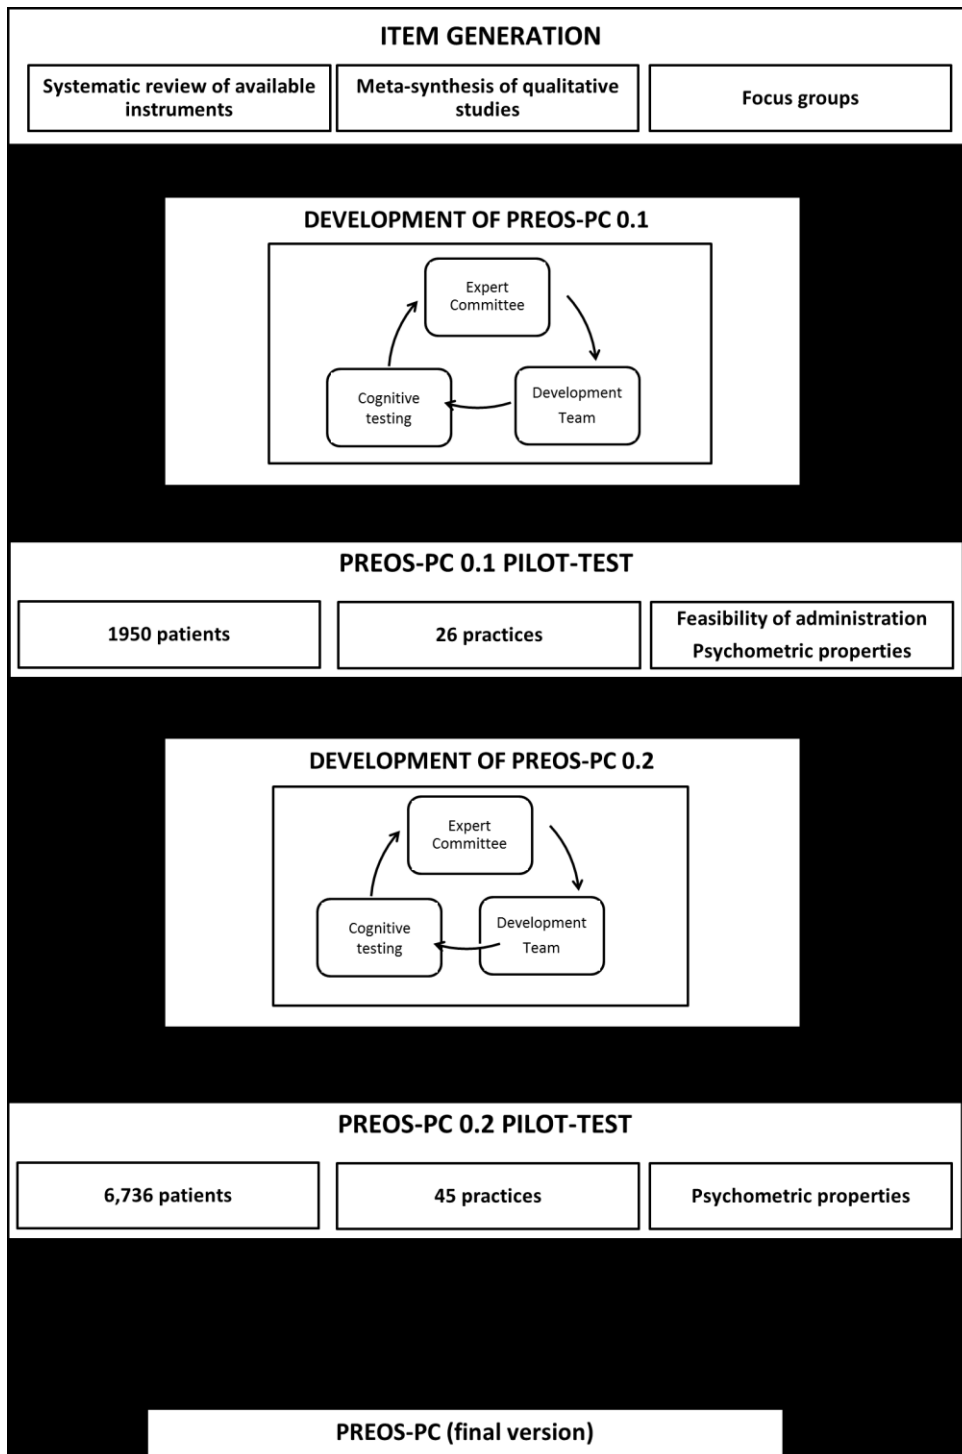 ITEM GENERATION
Systematic review of available
instruments
Meta-synthesis of qualitative
studies
Focus groups
DEVELOPMENT OF PREOS-PC 0.1
Expert
Committee
Cognitive
testing
Development
Team
PREOS-PC 0.1 PILOT-TEST
1950 patients
26 practices
Feasibility of administration
Psychometric properties
DEVELOPMENT OF PREOS-PC 0.2
Expert
Committee
Cognitive
testing
Development
Team
PREOS-PC 0.2 PILOT-TEST
6,736 patients
45 practices
Psychometric properties
PREOS-PC (final version)